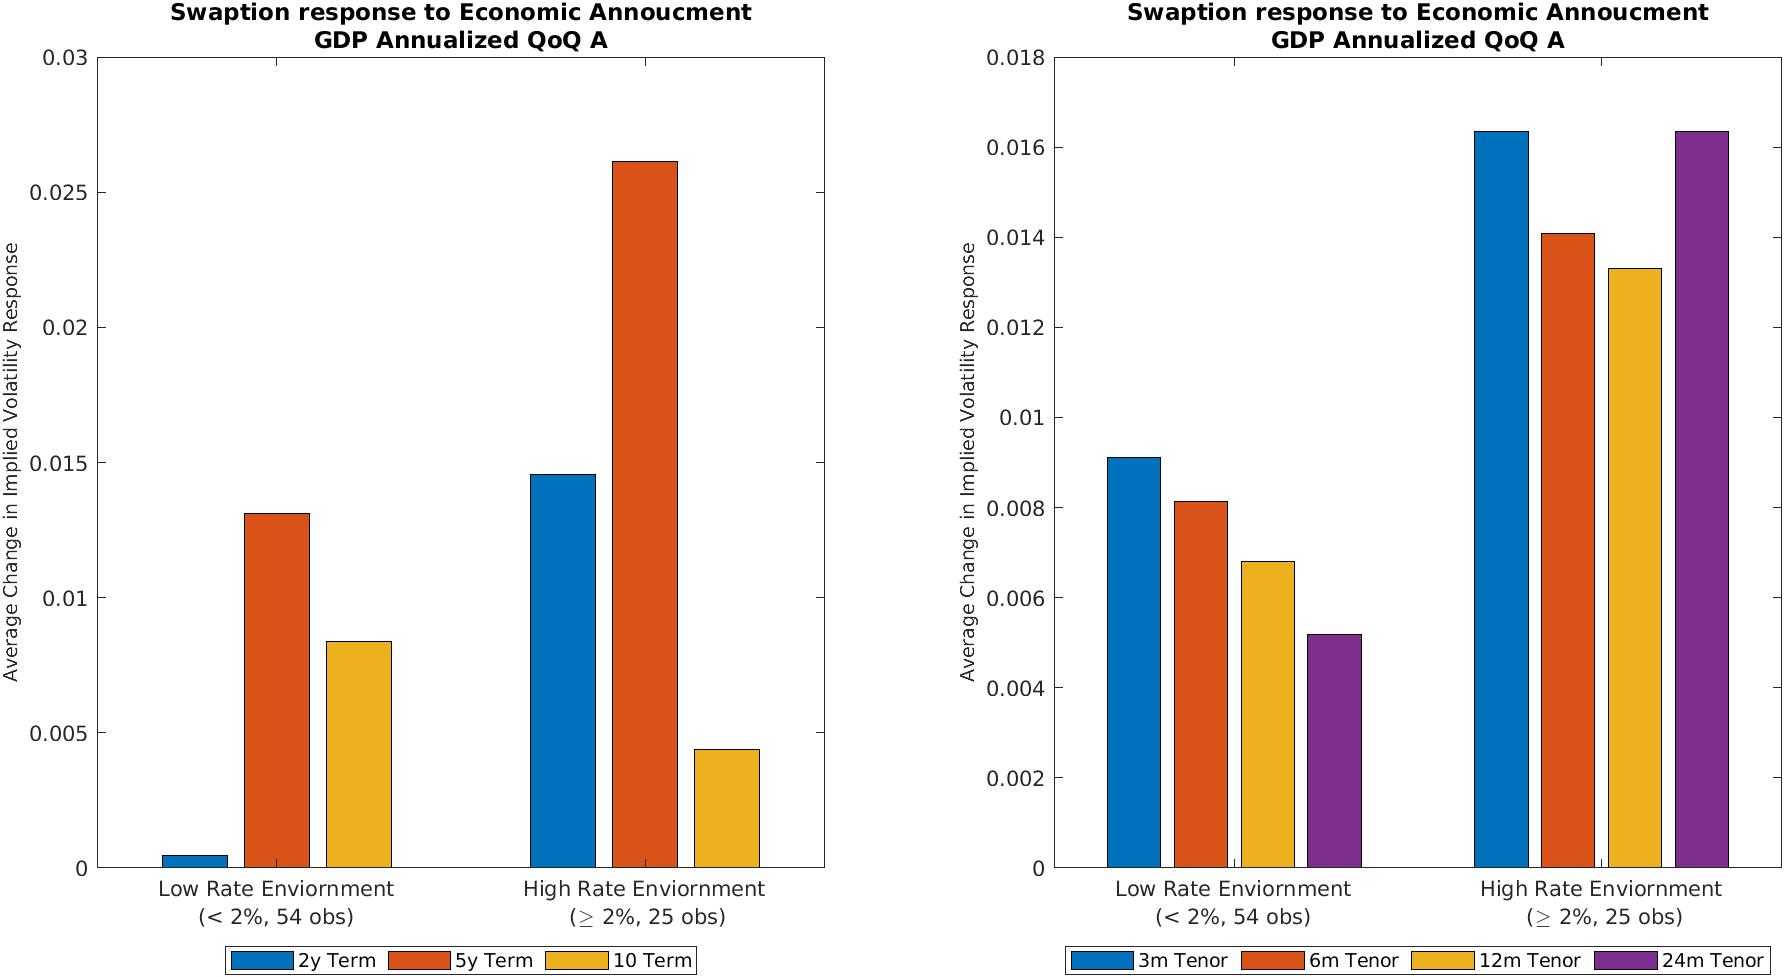 Swaption response to Economic Annoucment
GDP Annualized QoQ A
0.03
0.025
0.02
0.015
0.01
0.005
0
Average Change in Implied Volatility Response
Low Rate Enviornment
(< 2%, 54 obs)
High Rate Enviornment
(≥ 2%, 25 obs)
2y Term
5y Term
10 Term
Swaption response to Economic Annoucment
GDP Annualized QoQ A
0.018
0.016
0.014
0.012
0.01
0.008
0.006
0.004
0.002
0
Average Change in Implied Volatility Response
Low Rate Enviornment
(< 2%, 54 obs)
High Rate Enviornment
(≥ 2%, 25 obs)
3m Tenor
6m Tenor
12m Tenor
24m Tenor